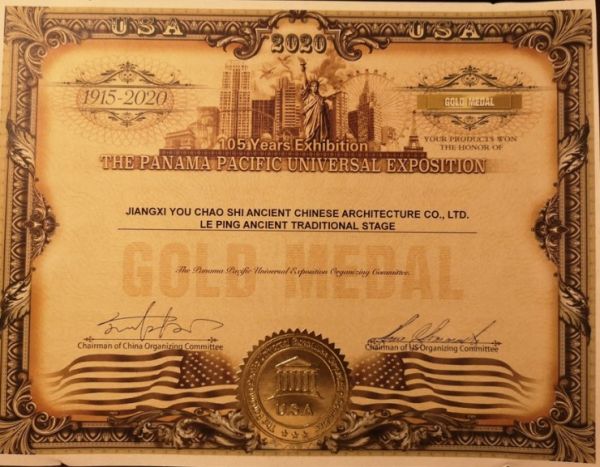 USA
2020
USA
1915-2020
GOLD MEDAL
YOUR PRODUCTS WON
THE HONOR OF
105 Years Exhibition
THE PANAMA PACIFIC UNIVERSAL EXPOSITION
JIANGXI YOU CHAO SHI ANCIENT CHINESE ARCHITECTURE CO., LTD.
LE PING ANCIENT TRADITIONAL STAGE
GOLD MEDAL
The Panama Pacific Universal Exposition Organizing Committee.
Chairman of China Organizing Committee
Chairman of US Organizing Committee
USA